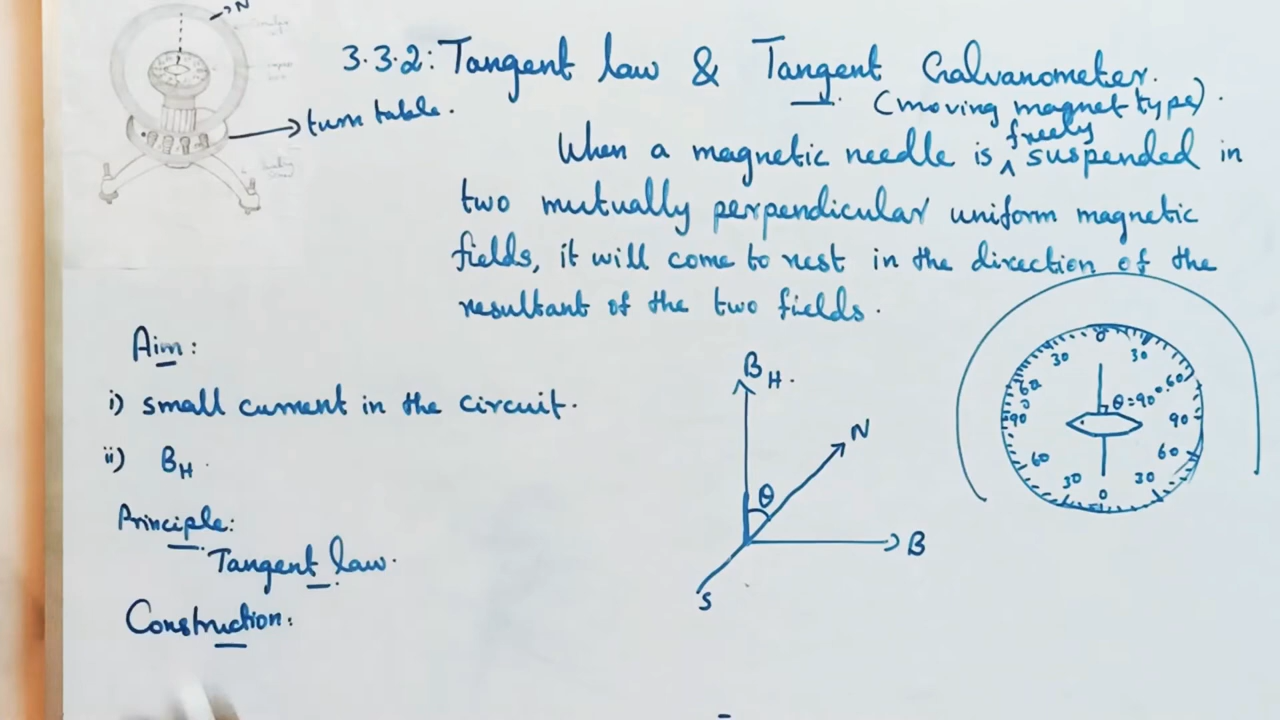 N
3.3.2: Tangent law & Tangent Galvanometer.
(moving magnet type).
turn table.
When a magnetic needle is freely suspended in
two mutually perpendicular uniform magnetic
fields, it will come to rest in the direction of the
resultant of the two fields.
Aim:
i) small current in the circuit.
ii) BH.
Principle:
Tangent law.
Construction:
BH.
N
θ
B
S
0
30 30
60 60
θ=90°
90 90
60 60
30 30
0